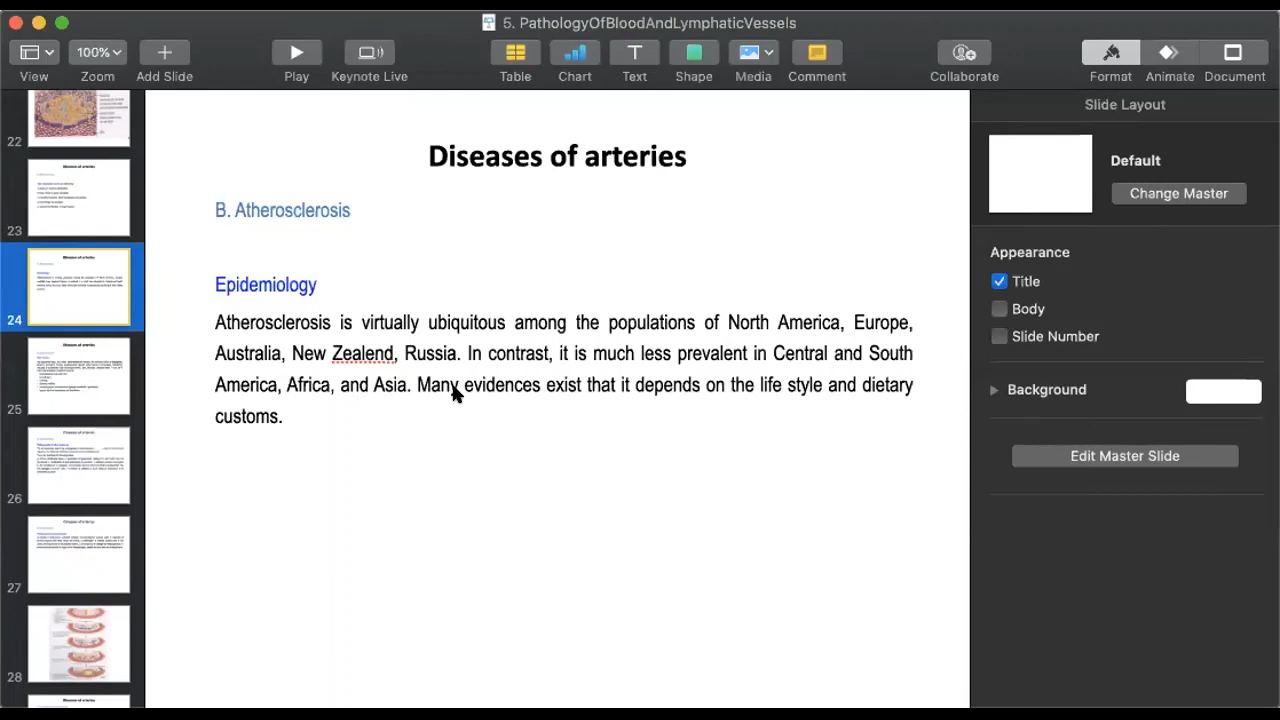 5. PathologyOfBloodAndLymphaticVessels
100%
View Zoom Add Slide Play Keynote Live Table Chart Text Shape Media Comment Collaborate Format Animate Document
Slide Layout
Default
Change Master
Appearance
Title
Body
Slide Number
Background
Edit Master Slide
22
23
24
25
26
27
28
Diseases of arteries
B. Atherosclerosis
Epidemiology
Atherosclerosis is virtually ubiquitous among the populations of North America, Europe,
Australia, New Zealend, Russia. In contrast, it is much less prevalent in Central and South
America, Africa, and Asia. Many evidences exist that it depends on the life style and dietary
customs.